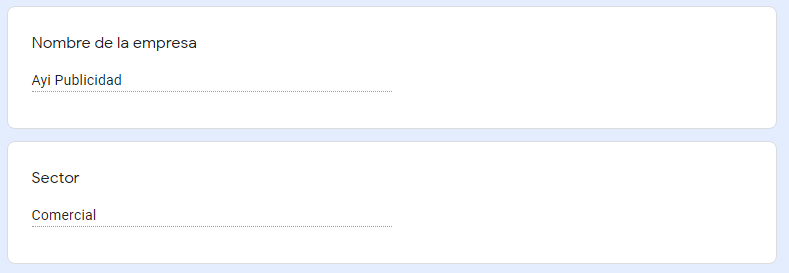 Nombre de la empresa
Ayi Publicidad
Sector
Comercial